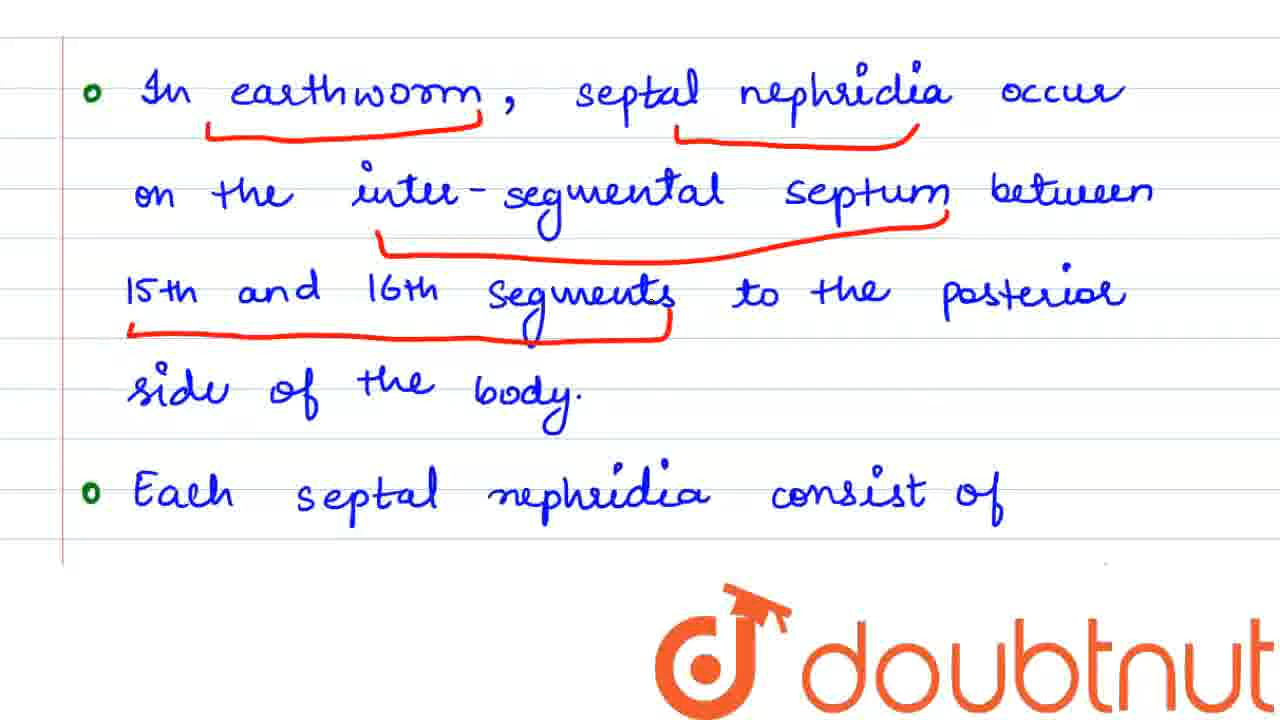 In earthworm, septal nephridia occur
on the inter-segmental septum between
15th and 16th segments to the posterior
side of the body.
Each septal nephridia consist of
doubtnut